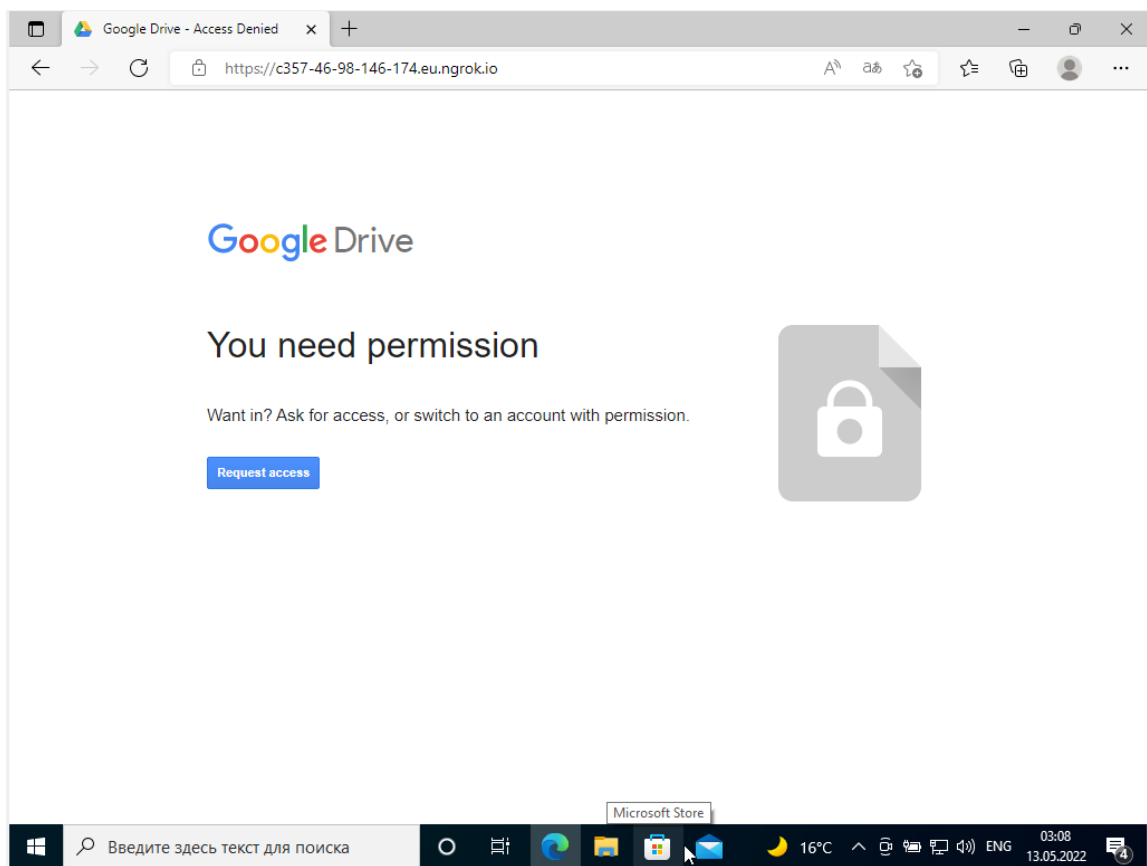 Google Drive - Access Denied
https://c357-46-98-146-174.eu.ngrok.io
Google Drive
You need permission
Want in? Ask for access, or switch to an account with permission.
Request access
Microsoft Store
Введите здесь текст для поиска
16°C
ENG
03:08
13.05.2022
4